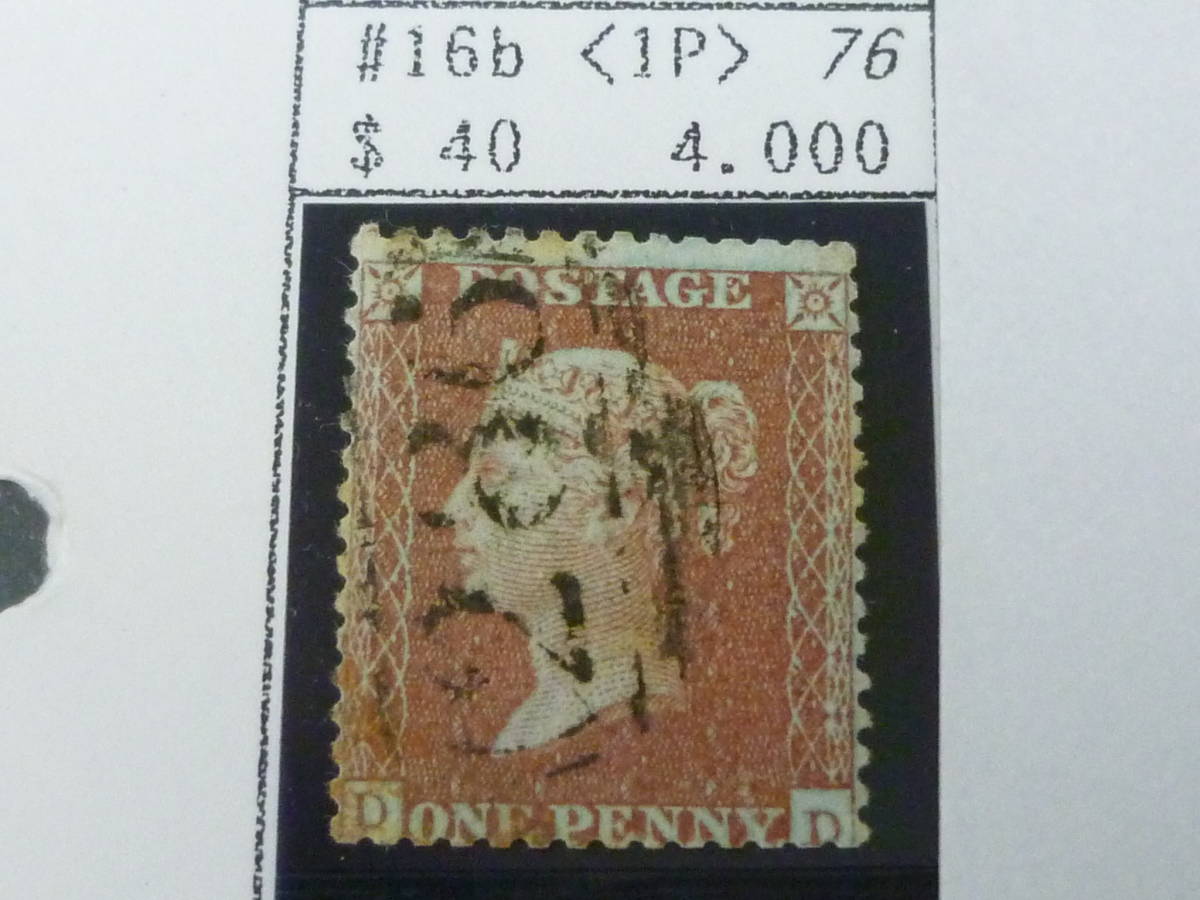 #16b <1P> 76
$ 40 4.000
POSTAGE
D ONE PENNY. D